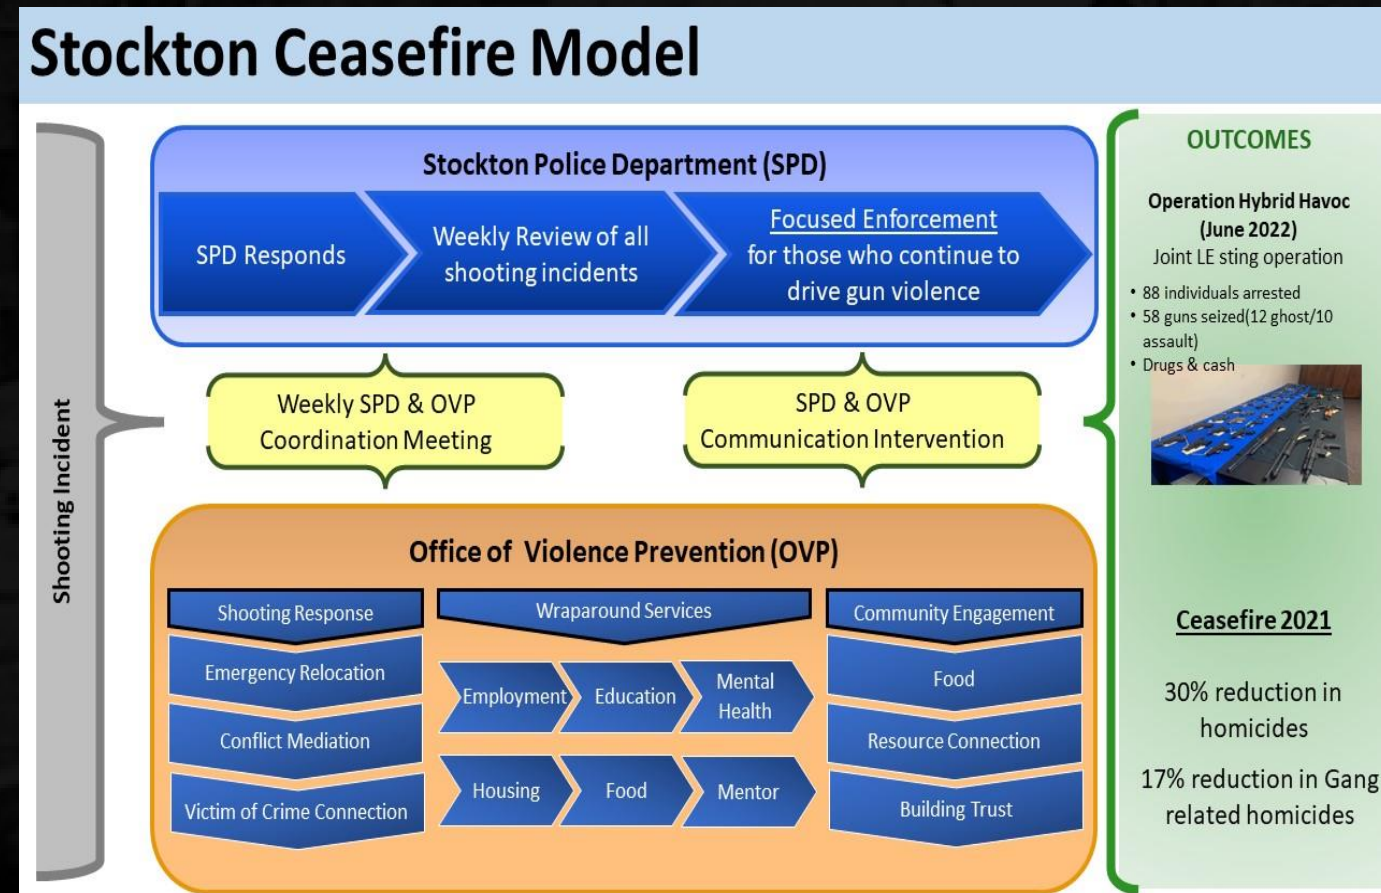 Stockton Ceasefire Model
Shooting Incident
Stockton Police Department (SPD)
SPD Responds
Weekly Review of all
shooting incidents
Focused Enforcement
for those who continue to
drive gun violence
Weekly SPD & OVP
Coordination Meeting
SPD & OVP
Communication Intervention
Office of Violence Prevention (OVP)
Shooting Response
Emergency Relocation
Conflict Mediation
Victim of Crime Connection
Wraparound Services
Employment
Education
Mental
Health
Housing
Food
Mentor
Community Engagement
Food
Resource Connection
Building Trust
OUTCOMES
Operation Hybrid Havoc
(June 2022)
Joint LE sting operation
• 88 individuals arrested
• 58 guns seized(12 ghost/10
assault)
• Drugs & cash
Ceasefire 2021
30% reduction in
homicides
17% reduction in Gang
related homicides